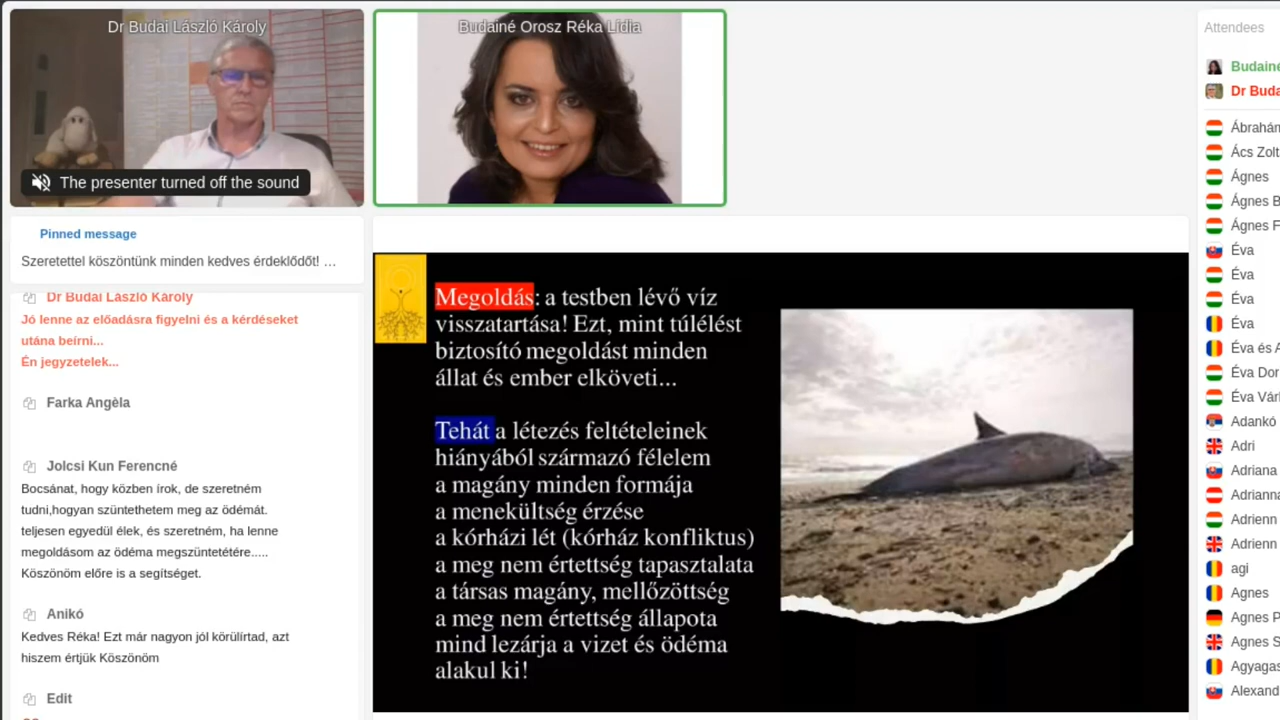 Dr Budai László Károly
The presenter turned off the sound
Budainé Orosz Réka Lídia
Pinned message
Szeretettel köszöntünk minden kedves érdeklődőt! …
Dr Budai László Károly
Jó lenne az előadásra figyelni és a kérdéseket
utána beírni...
Én jegyzetelek...
Farka Angèla
Jolcsi Kun Ferencné
Bocsánat, hogy közben írok, de szeretném
tudni,hogyan szüntethetem meg az ödémát.
teljesen egyedül élek, és szeretném, ha lenne
megoldásom az ödéma megszüntetétére.....
Köszönöm előre is a segítséget.
Anikó
Kedves Réka! Ezt már nagyon jól körülírtad, azt
hiszem értjük Köszönöm
Edit
Megoldás: a testben lévő víz
visszatartása! Ezt, mint túlélést
biztosító megoldást minden
állat és ember elköveti...
Tehát a létezés feltételeinek
hiányából származó félelem
a magány minden formája
a menekültség érzése
a kórházi lét (kórház konfliktus)
a meg nem értettség tapasztalata
a társas magány, mellőzöttség
a meg nem értettség állapota
mind lezárja a vizet és ödéma
alakul ki!
Attendees
Budainé
Dr Buda
Ábrahán
Ács Zolt
Ágnes
Ágnes B
Ágnes F
Éva
Éva
Éva
Éva
Éva és A
Éva Dor
Éva Vár
Adankó
Adri
Adriana
Adrianna
Adrienn
Adrienn
agi
Agnes
Agnes P
Agnes S
Agyagas
Alexand